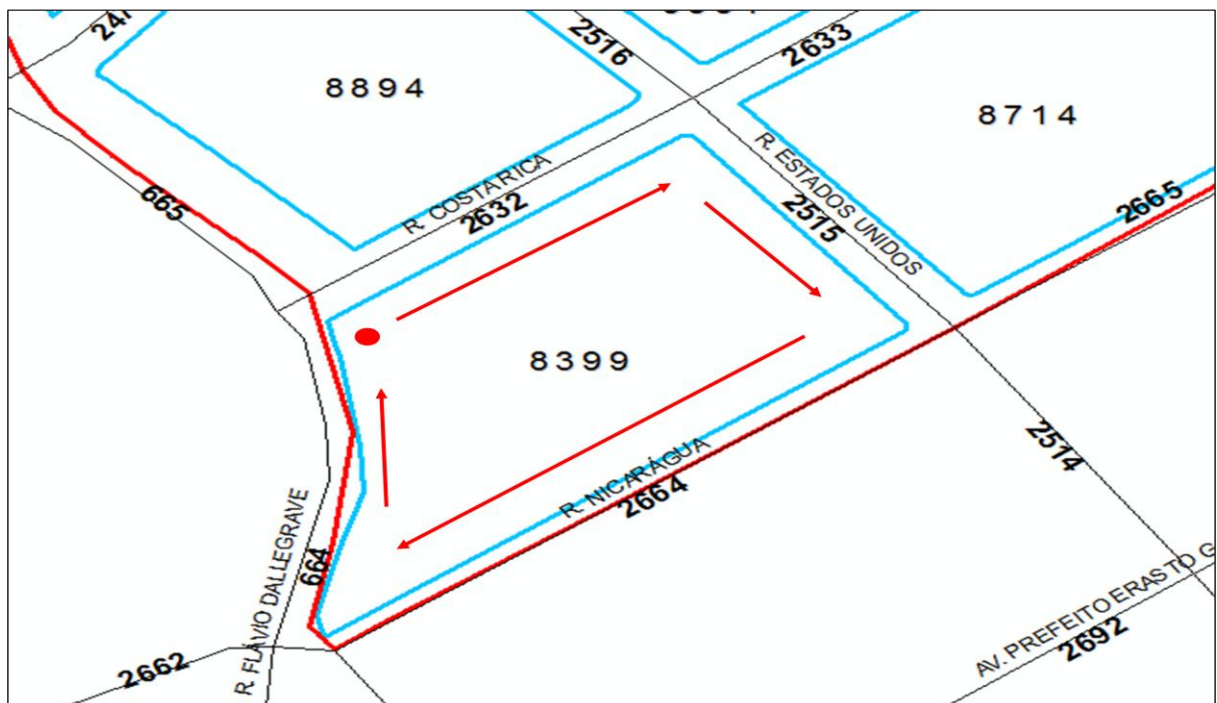 2516
2633
8894
8714
R. ESTADOS UNIDOS
665
R. COSTA RICA
2632
2515
2665
8399
R. NICARÁGUA
2664
2514
664
R. FLÁVIO DALLEGRAVE
AV. PREFEITO ERASTO G
2692
2662